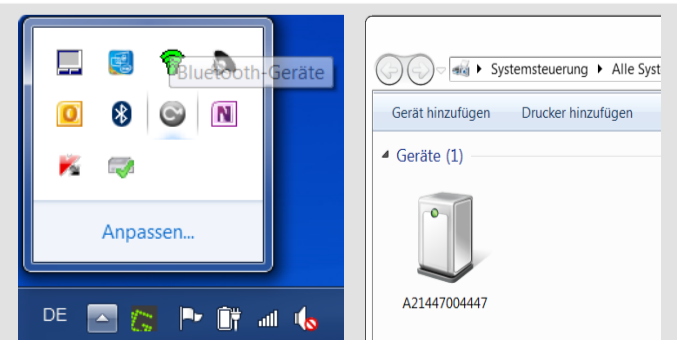 Bluetooth-Geräte
Anpassen...
DE
Systemsteuerung
Alle Syst
Gerät hinzufügen
Drucker hinzufügen
Geräte (1)
A21447004447